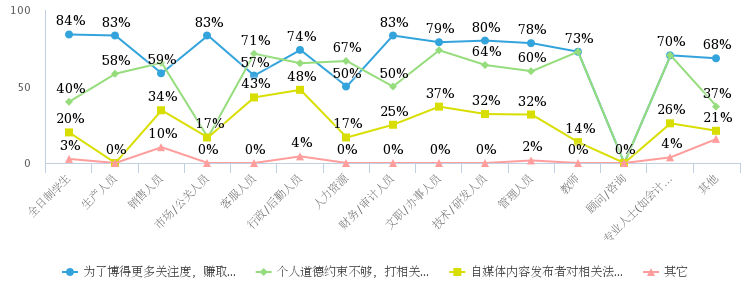 100
50
0
84% 83% 59% 83% 57% 74% 50% 83% 79% 80% 78% 73% 0% 70% 68%
40% 58% 17% 71% 67% 50% 64% 60% 37%
20% 0% 34% 17% 43% 48% 17% 25% 37% 32% 32% 14% 0% 26% 21%
3% 10% 0% 0% 4% 0% 0% 0% 0% 2% 0% 4%
全日制学生
生产人员
销售人员
市场/公关人员
客服人员
行政/后勤人员
人力资源
财务/审计人员
文职/办事人员
技术/研发人员
管理人员
教师
顾问/咨询
专业人士(如会计...
其他
为了博得更多关注度，赚取...
个人道德约束不够，打相关...
自媒体内容发布者对相关法...
其它